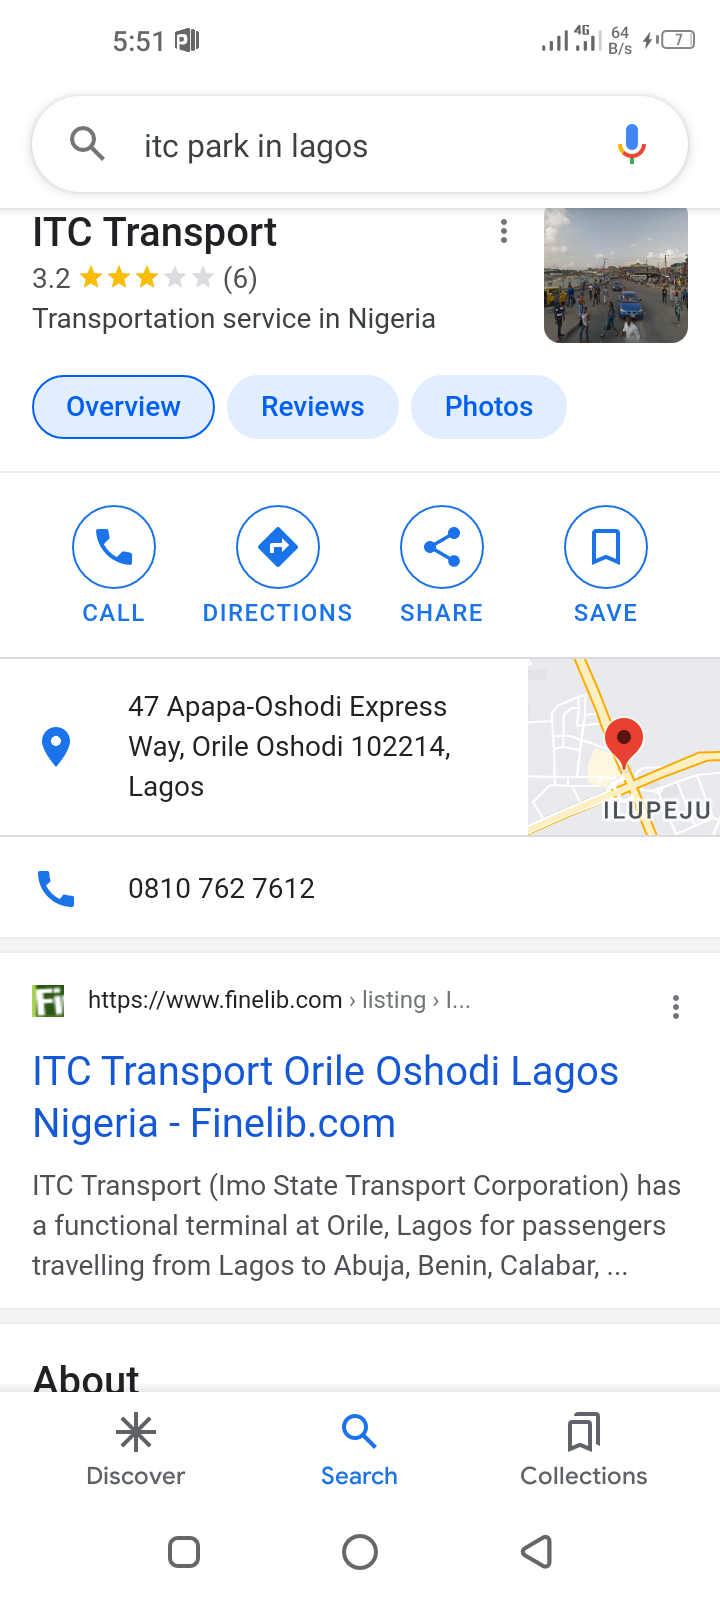 5:51
4G
64
B/s
7
itc park in lagos
ITC Transport
3.2 (6)
Transportation service in Nigeria
Overview
Reviews
Photos
CALL
DIRECTIONS
SHARE
SAVE
47 Apapa-Oshodi Express
Way, Orile Oshodi 102214,
Lagos
ILUPEJU
0810 762 7612
Fi
https://www.finelib.com › listing › I...
ITC Transport Orile Oshodi Lagos
Nigeria - Finelib.com
ITC Transport (Imo State Transport Corporation) has
a functional terminal at Orile, Lagos for passengers
travelling from Lagos to Abuja, Benin, Calabar, ...
About
Discover
Search
Collections